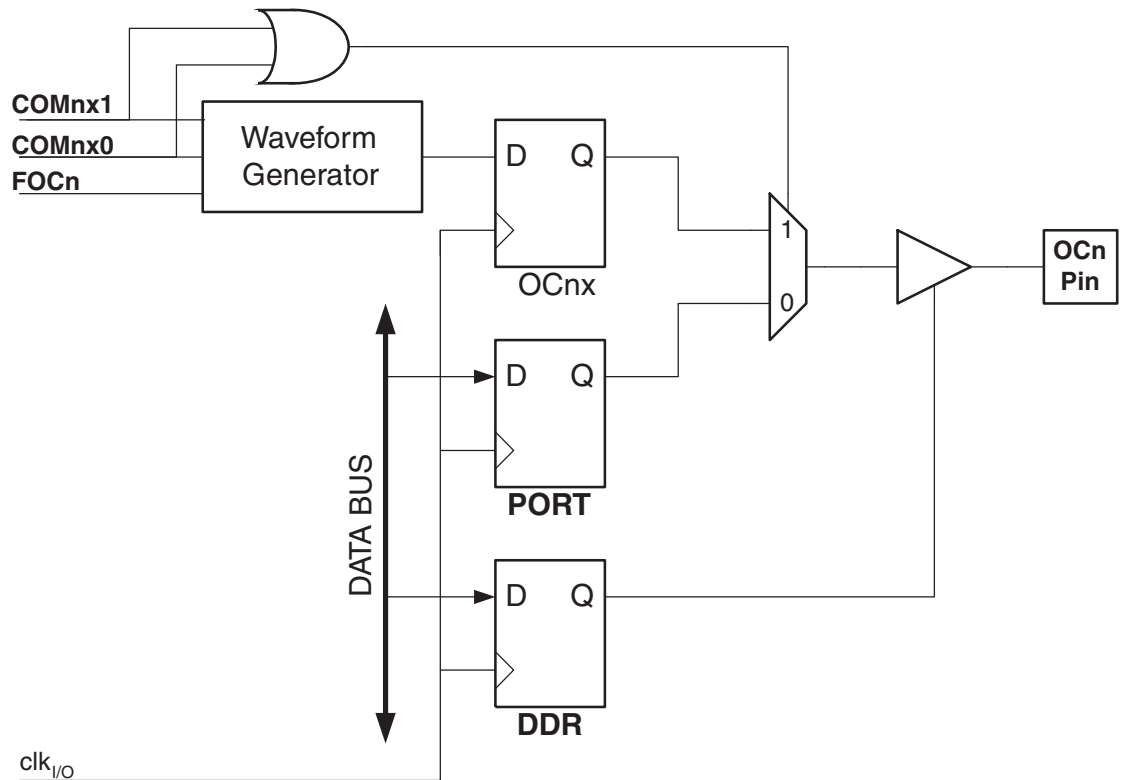 COMnx1
COMnx0
FOCn
Waveform
Generator
D Q
OCnx
1
0
OCn
Pin
D Q
PORT
DATA BUS
D Q
DDR
clkI/O